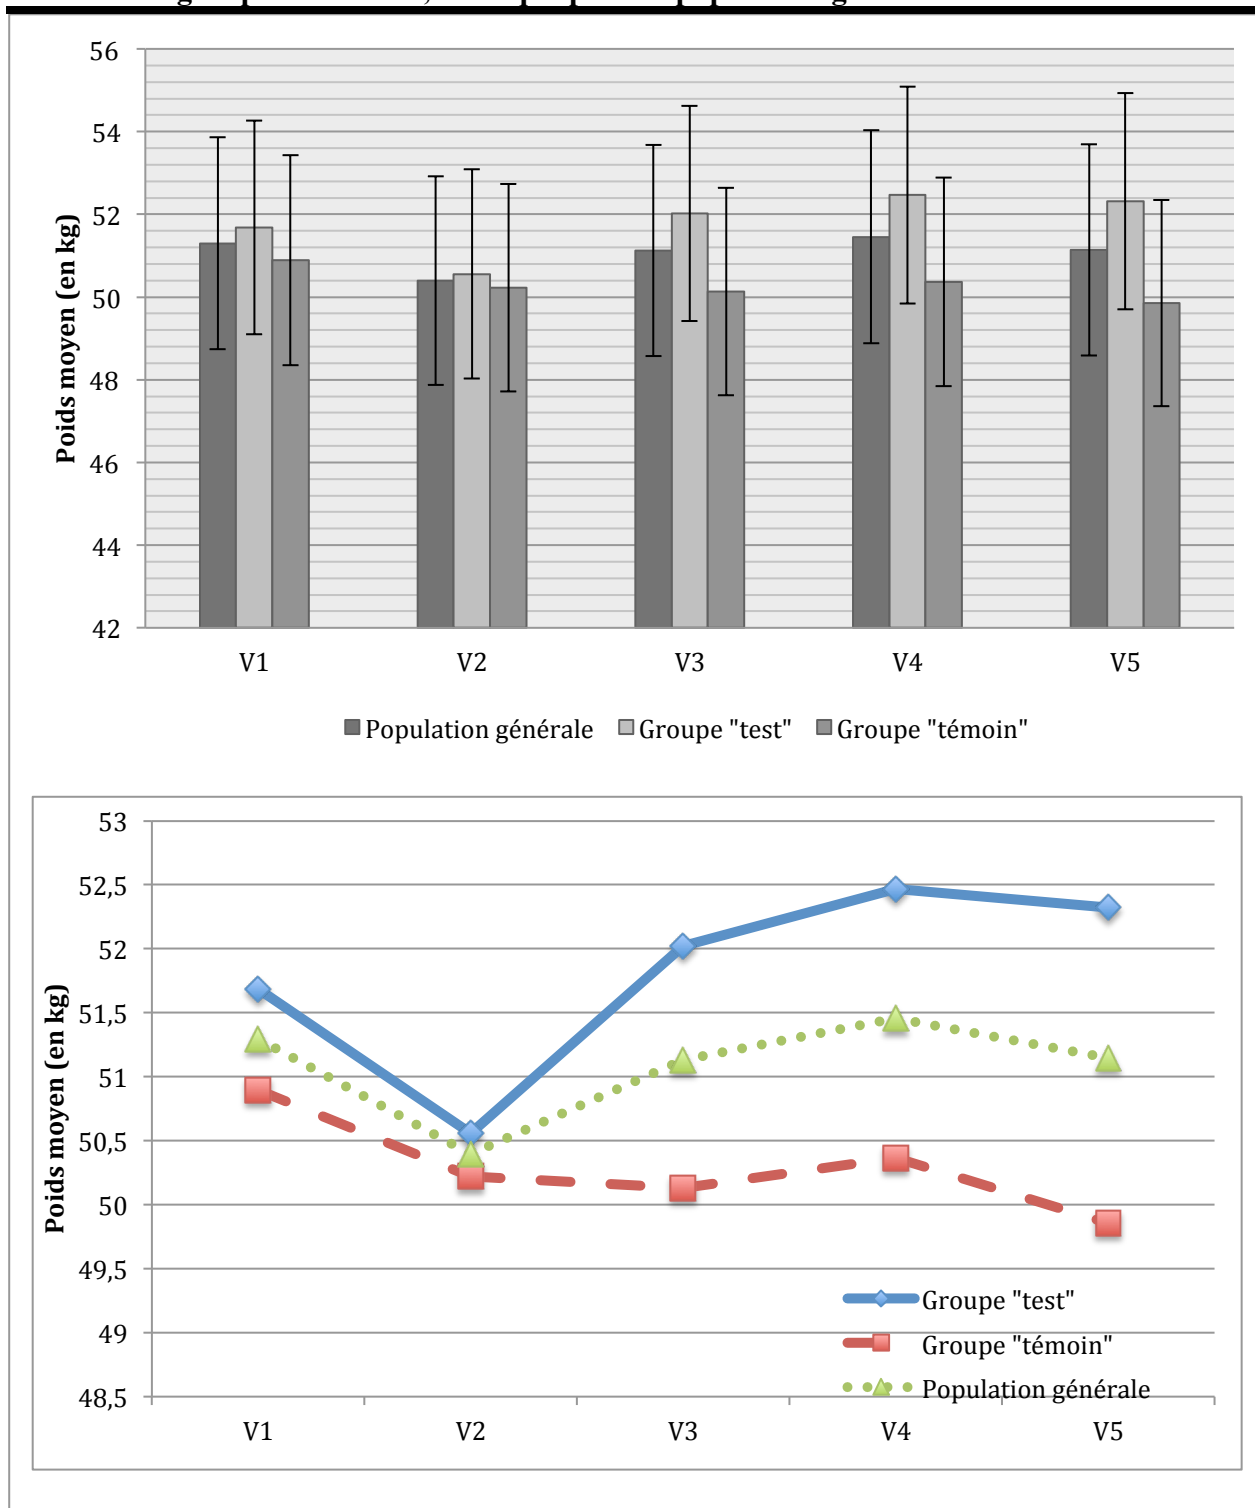 56
54
52
50
48
46
44
42
Poids moyen (en kg)
V1 V2 V3 V4 V5
Population générale Groupe "test" Groupe "témoin"
53
52,5
52
51,5
51
50,5
50
49,5
49
48,5
Poids moyen (en kg)
Groupe "test"
Groupe "témoin"
Population générale
V1 V2 V3 V4 V5